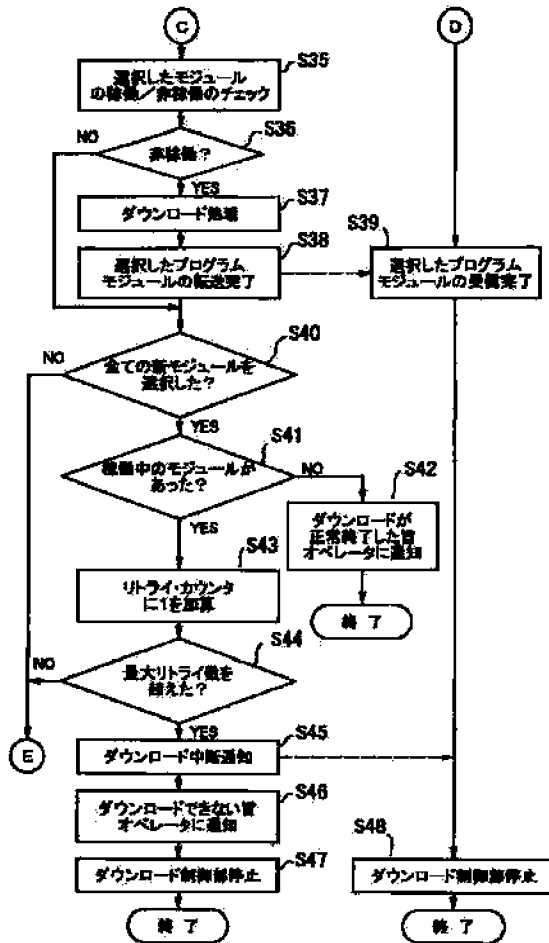 C
D
S35
選択したモジュール
の稼働/非稼働のチェック
S36
NO
非稼働?
YES
S37
ダウンロード処理
S38
選択したプログラム
モジュールの転送完了
S39
選択したプログラム
モジュールの受信完了
S40
NO
全ての新モジュールを
選択した?
YES
S41
稼働中のモジュールが
あった?
NO
YES
S42
ダウンロードが
正常終了した旨
オペレータに通知
終 了
S43
リトライ・カウンタ
に1を加算
S44
NO
最大リトライ数を
越えた?
YES
E
S45
ダウンロード中断通知
S46
ダウンロードできない旨
オペレータに通知
S47
ダウンロード制御部停止
終 了
S48
ダウンロード制御部停止
終 了